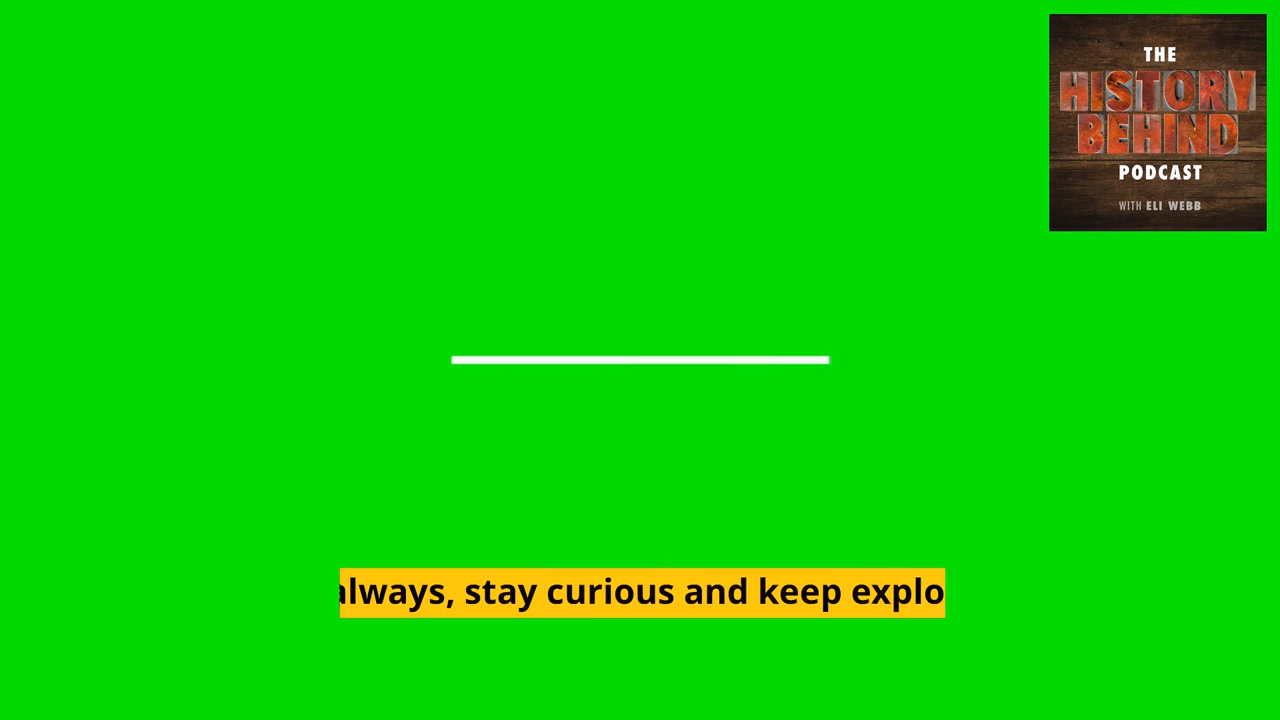 THE
HISTORY
BEHIND
PODCAST
WITH ELI WEBB
always, stay curious and keep explo